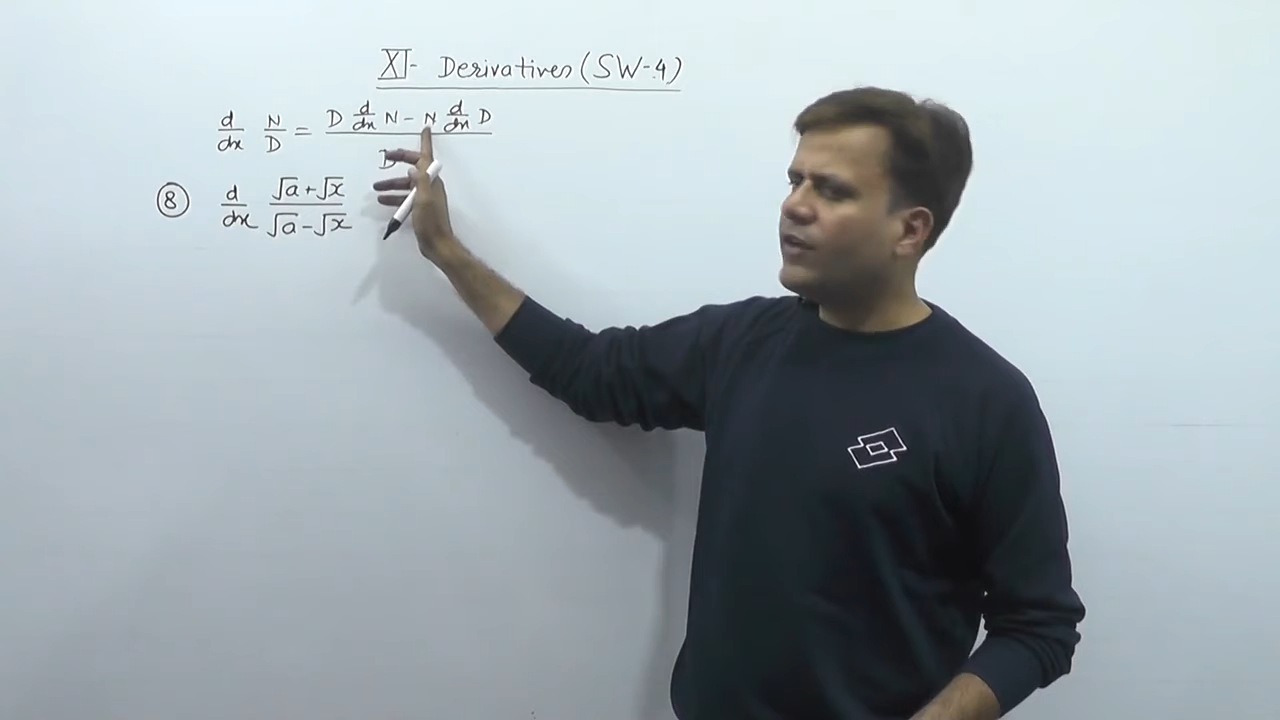 XI- Derivatives (SW-4)
d/dx N/D = (D d/dx N - N d/dx D) / D
⑧ d/dx (√a+√x)/(√a-√x)